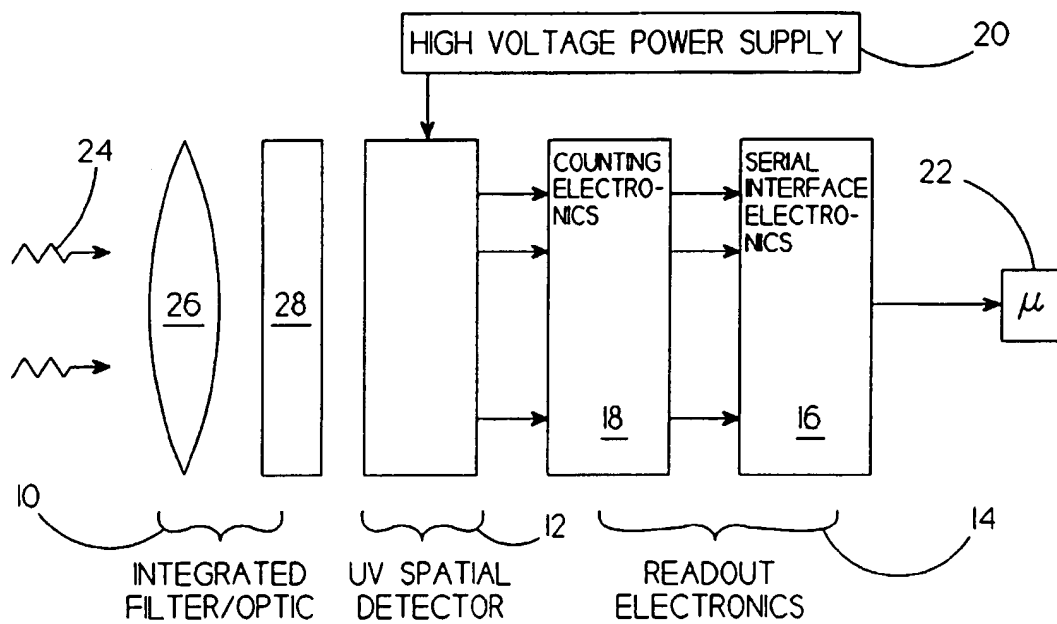 HIGH VOLTAGE POWER SUPPLY
20
24
COUNTING
ELECTRO-
NICS
SERIAL
INTERFACE
ELECTRO-
NICS
22
26
28
μ
18
16
10
12
14
INTEGRATED
FILTER/OPTIC
UV SPATIAL
DETECTOR
READOUT
ELECTRONICS